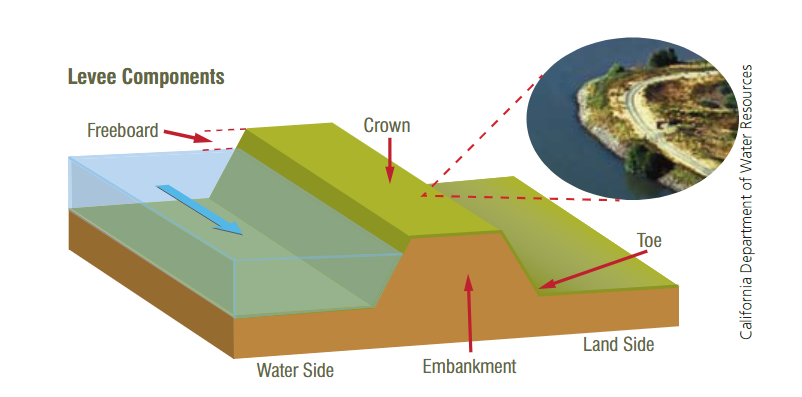 Levee Components
Freeboard
Crown
Toe
Land Side
Embankment
Water Side
California Department of Water Resources